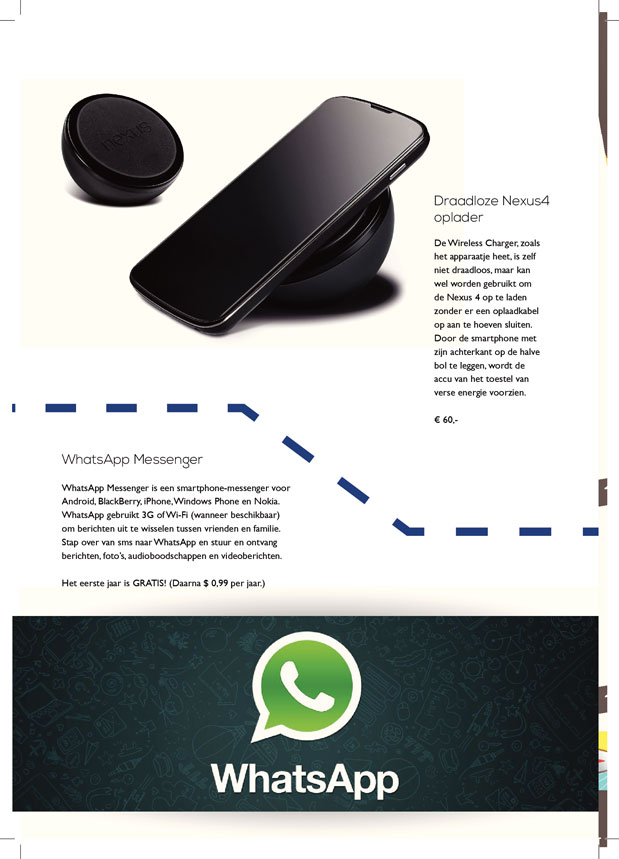 nexus
Draadloze Nexus4
oplader
De Wireless Charger, zoals
het apparaatje heet, is zelf
niet draadloos, maar kan
wel worden gebruikt om
de Nexus 4 op te laden
zonder er een oplaadkabel
op aan te hoeven sluiten.
Door de smartphone met
zijn achterkant op de halve
bol te leggen, wordt de
accu van het toestel van
verse energie voorzien.
€ 60,-
WhatsApp Messenger
WhatsApp Messenger is een smartphone-messenger voor
Android, BlackBerry, iPhone, Windows Phone en Nokia.
WhatsApp gebruikt 3G of Wi-Fi (wanneer beschikbaar)
om berichten uit te wisselen tussen vrienden en familie.
Stap over van sms naar WhatsApp en stuur en ontvang
berichten, foto's, audioboodschappen en videoberichten.
Het eerste jaar is GRATIS! (Daarna $ 0,99 per jaar.)
WhatsApp